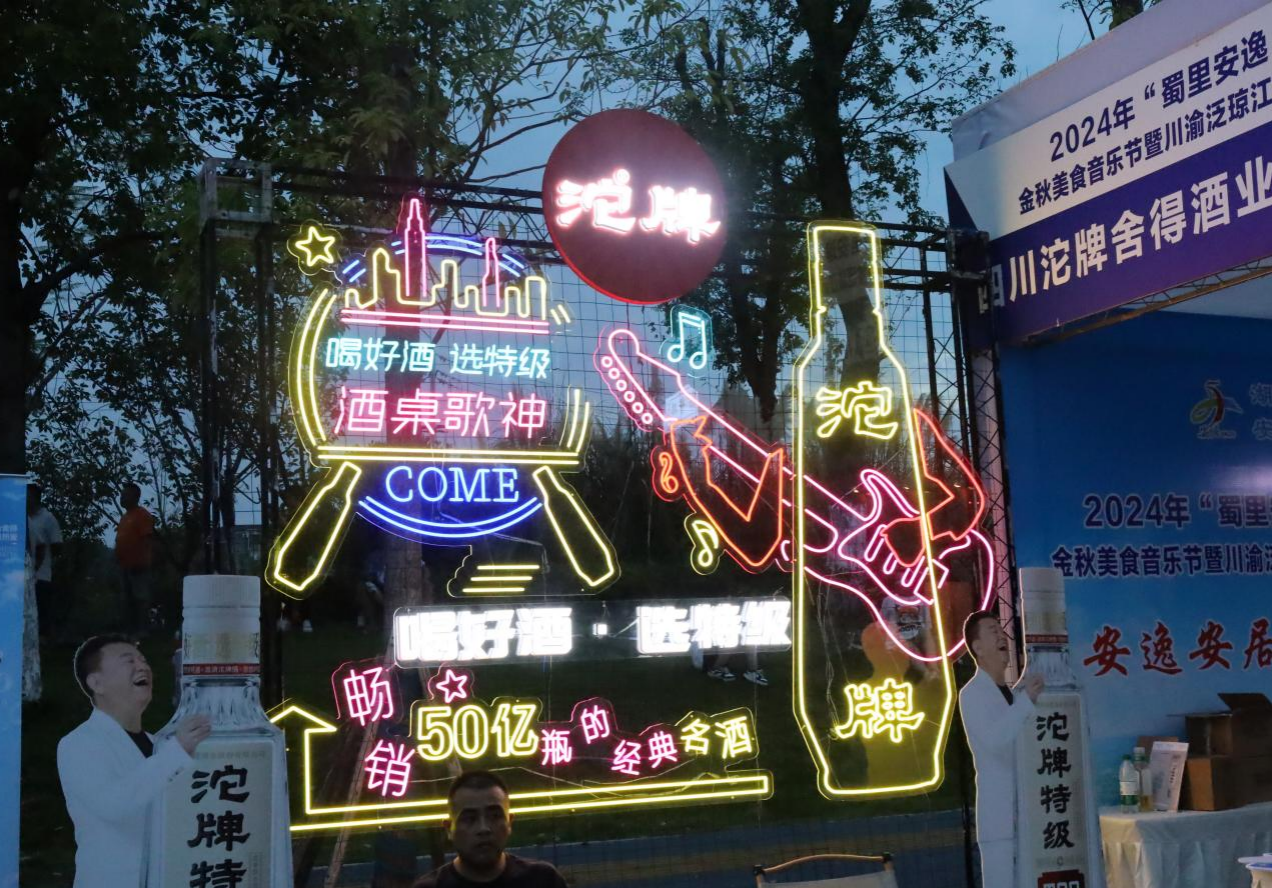 沱牌
喝好酒 选特级
酒桌歌神
COME
喝好酒·选特级
畅销50亿瓶的经典名酒
沱牌
沱牌特
沱牌特级
2024年“蜀里安逸
金秋美食音乐节暨川渝泛琼江
四川沱牌舍得酒业
2024年“蜀里
金秋美食音乐节暨川渝
安逸安居